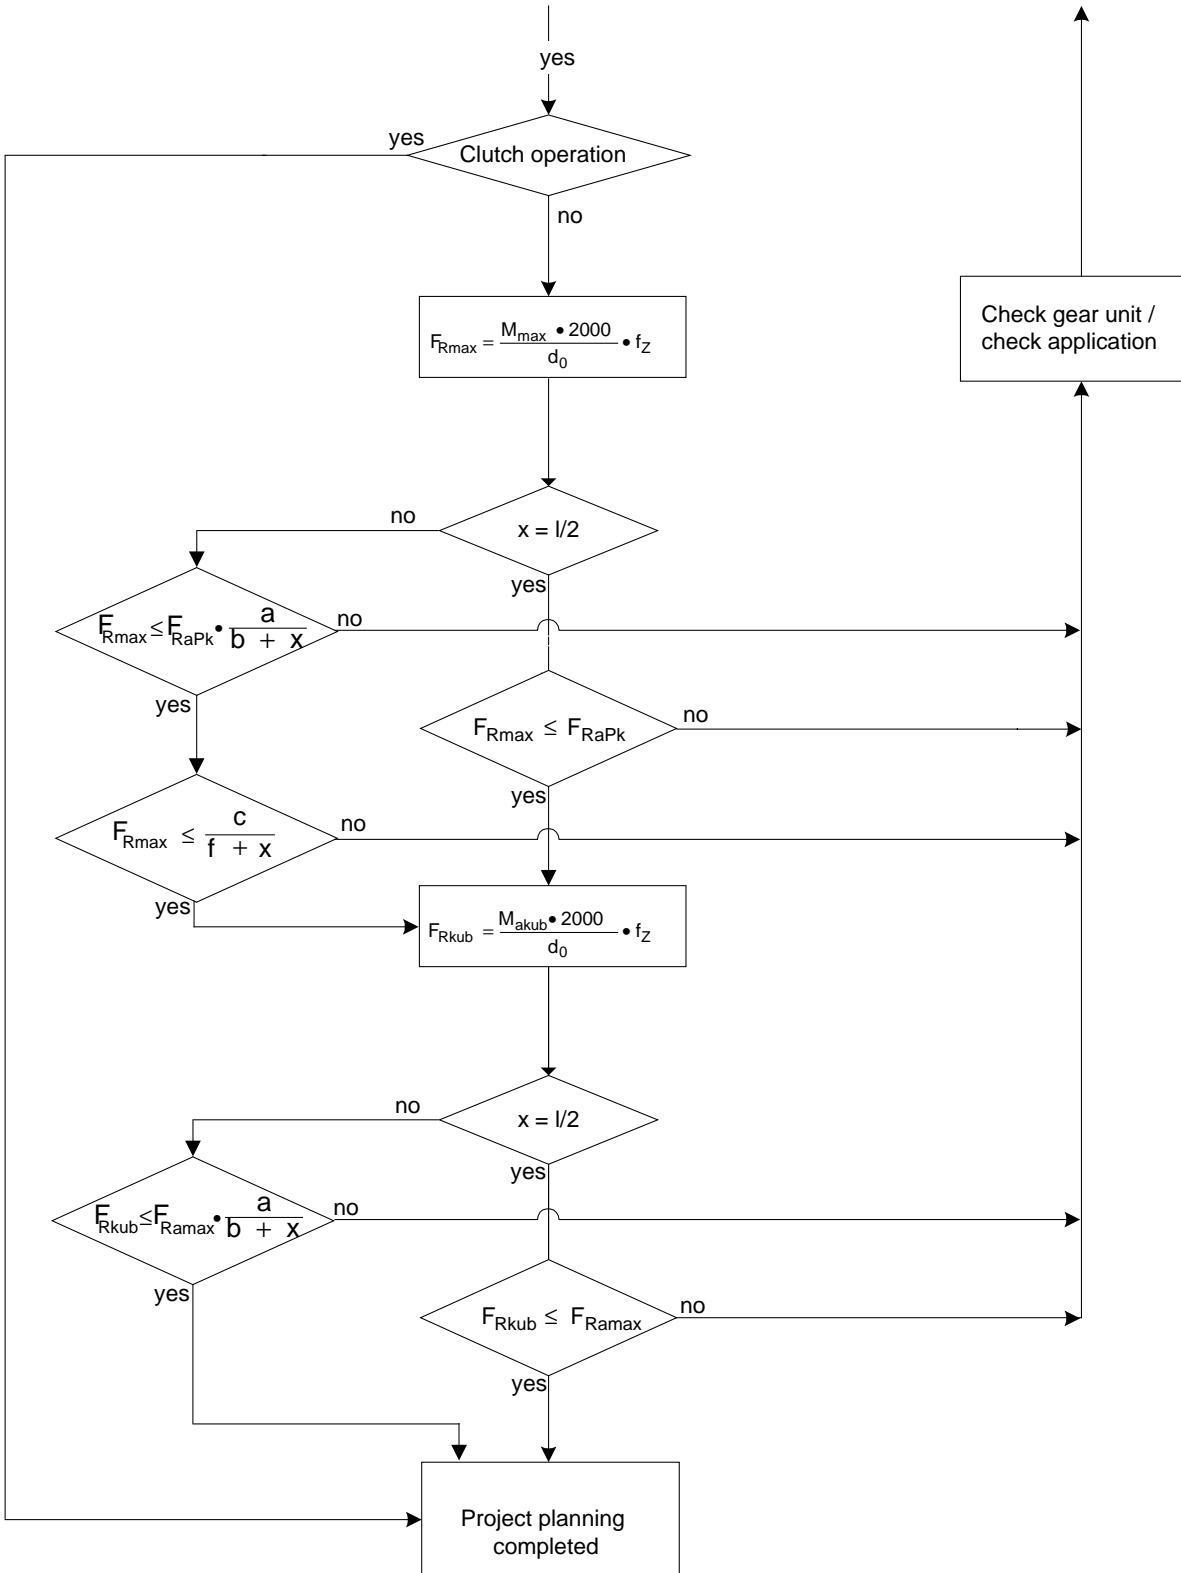 yes
yes
Clutch operation
no
F_Rmax = M_max • 2000 / d_0 • f_Z
Check gear unit /
check application
no
x = l/2
yes
F_Rmax ≤ F_RaPk • a / b + x
no
yes
F_Rmax ≤ F_RaPk
no
yes
F_Rmax ≤ c / f + x
no
yes
F_Rkub = M_akub • 2000 / d_0 • f_Z
no
x = l/2
yes
F_Rkub ≤ F_Ramax • a / b + x
no
yes
F_Rkub ≤ F_Ramax
no
yes
Project planning
completed